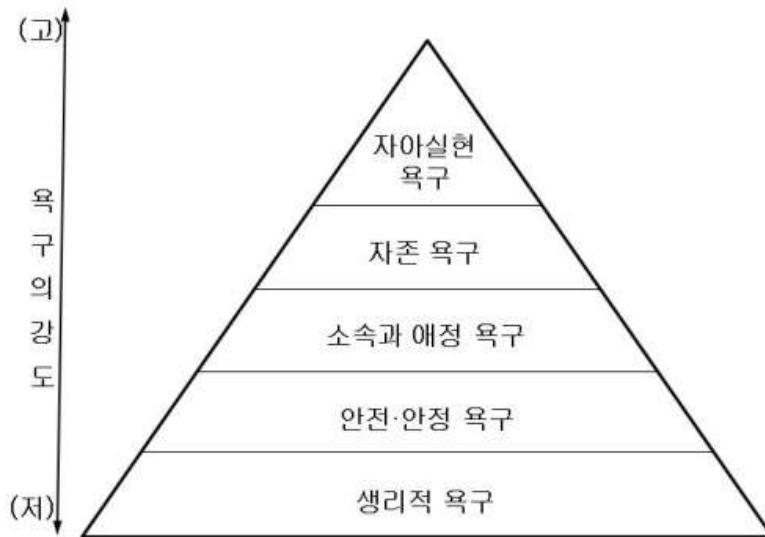 (고)
욕구의강도
(저)
자아실현
욕구
자존 욕구
소속과 애정 욕구
안전·안정 욕구
생리적 욕구